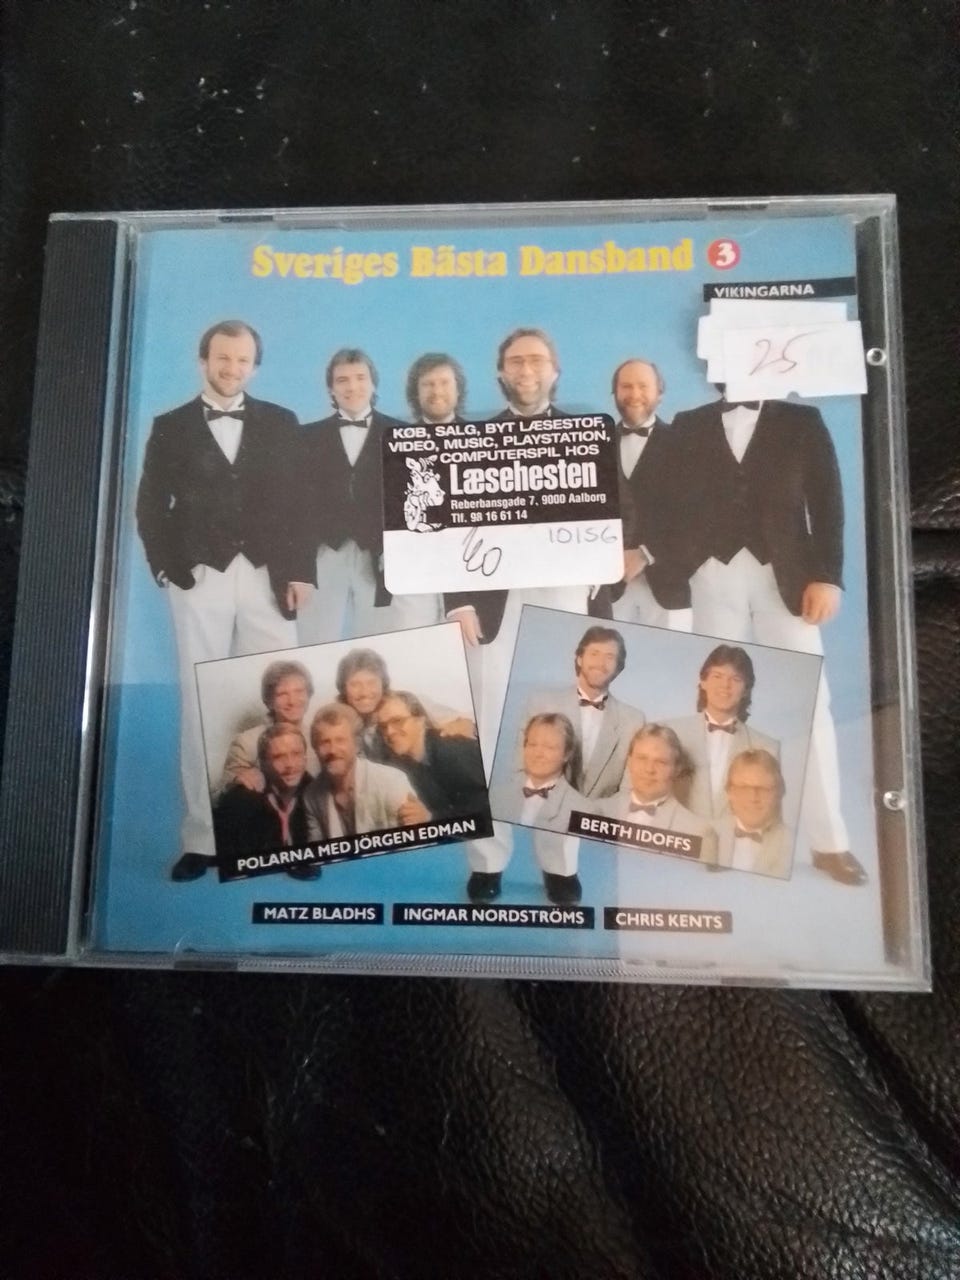 Sveriges Bästa Dansband 3
VIKINGARNA
25
KØB, SALG, BYT LÆSESTOF,
VIDEO, MUSIC, PLAYSTATION,
COMPUTERSPIL HOS
Læsehesten
Reberbansgade 7, 9000 Aalborg
Tlf. 98 16 61 14
10156
POLARNA MED JÖRGEN EDMAN
BERTH IDOFFS
MATZ BLADHS
INGMAR NORDSTRÖMS
CHRIS KENTS